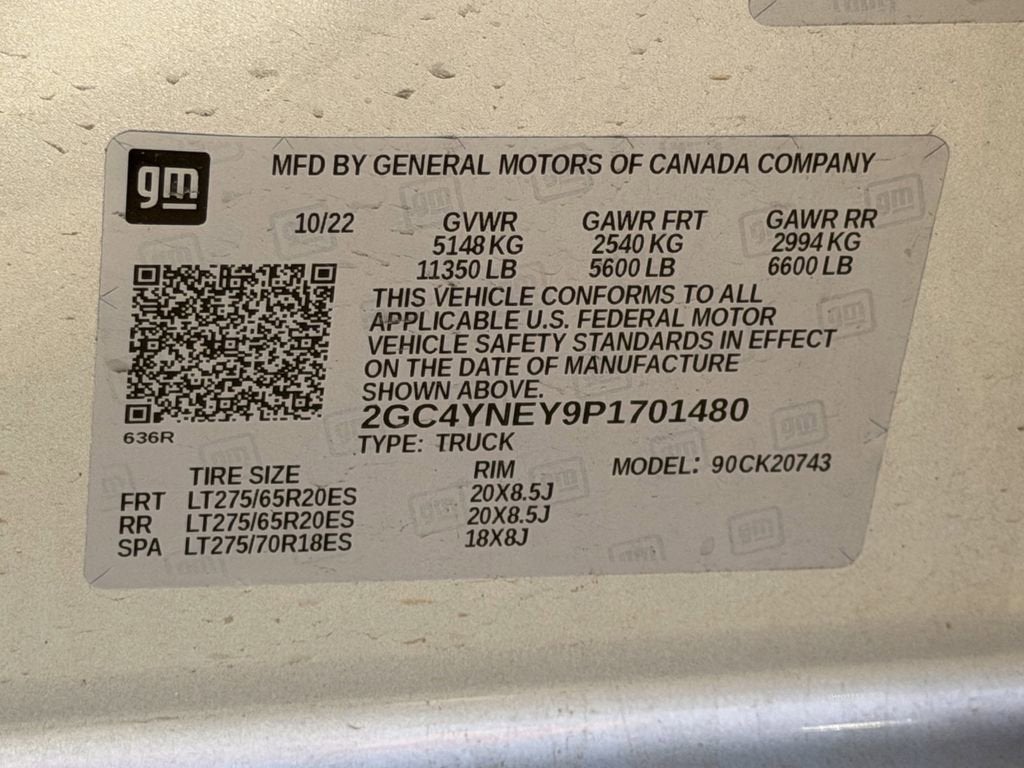 gm
MFD BY GENERAL MOTORS OF CANADA COMPANY
10/22 GVWR GAWR FRT GAWR RR
5148 KG 2540 KG 2994 KG
11350 LB 5600 LB 6600 LB
THIS VEHICLE CONFORMS TO ALL
APPLICABLE U.S. FEDERAL MOTOR
VEHICLE SAFETY STANDARDS IN EFFECT
ON THE DATE OF MANUFACTURE
SHOWN ABOVE.
2GC4YNEY9P1701480
636R
TYPE: TRUCK
TIRE SIZE RIM MODEL: 90CK20743
FRT LT275/65R20ES 20X8.5J
RR LT275/65R20ES 20X8.5J
SPA LT275/70R18ES 18X8J